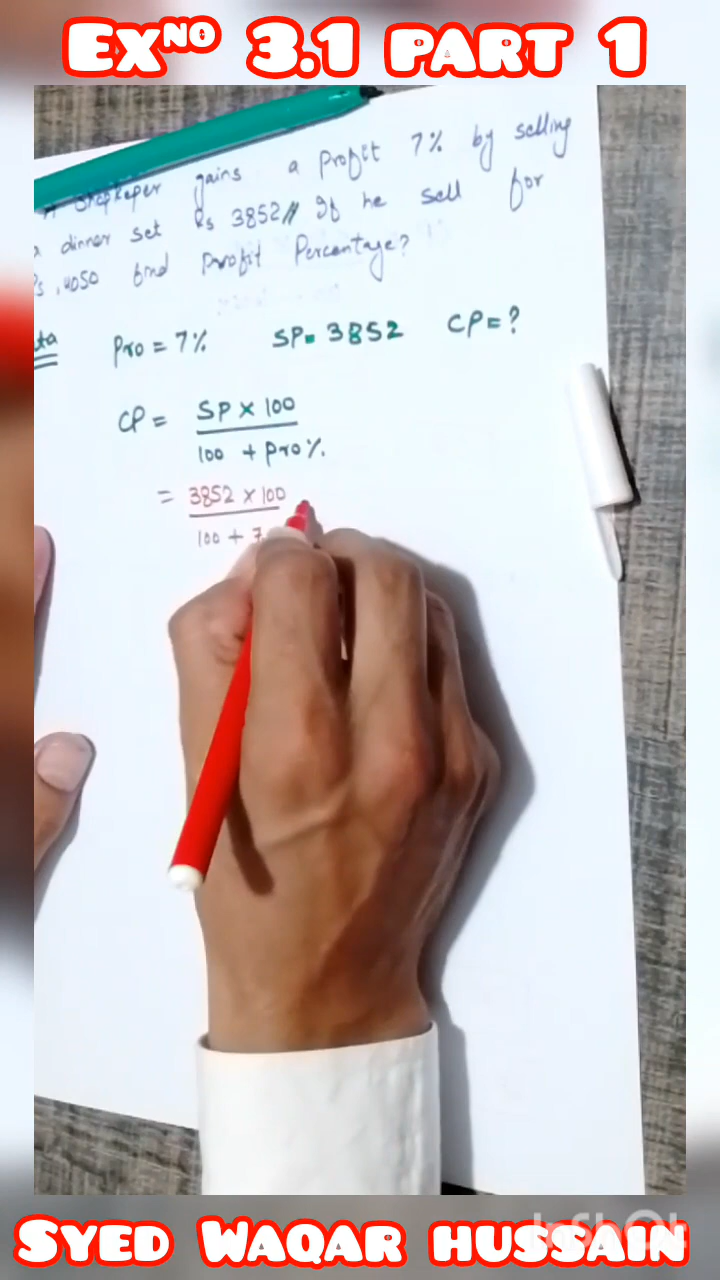 Exᴺᴼ 3.1 PART 1
gains a Profit 7% by selling
dinner set Rs 3852// If he sell for
4050 find Profit Percentage?
Pro = 7% SP = 3852 CP = ?
CP = SP × 100
100 + Pro%.
= 3852 × 100
100 + 7
InShOt
SYED WAQAR HUSSAIN